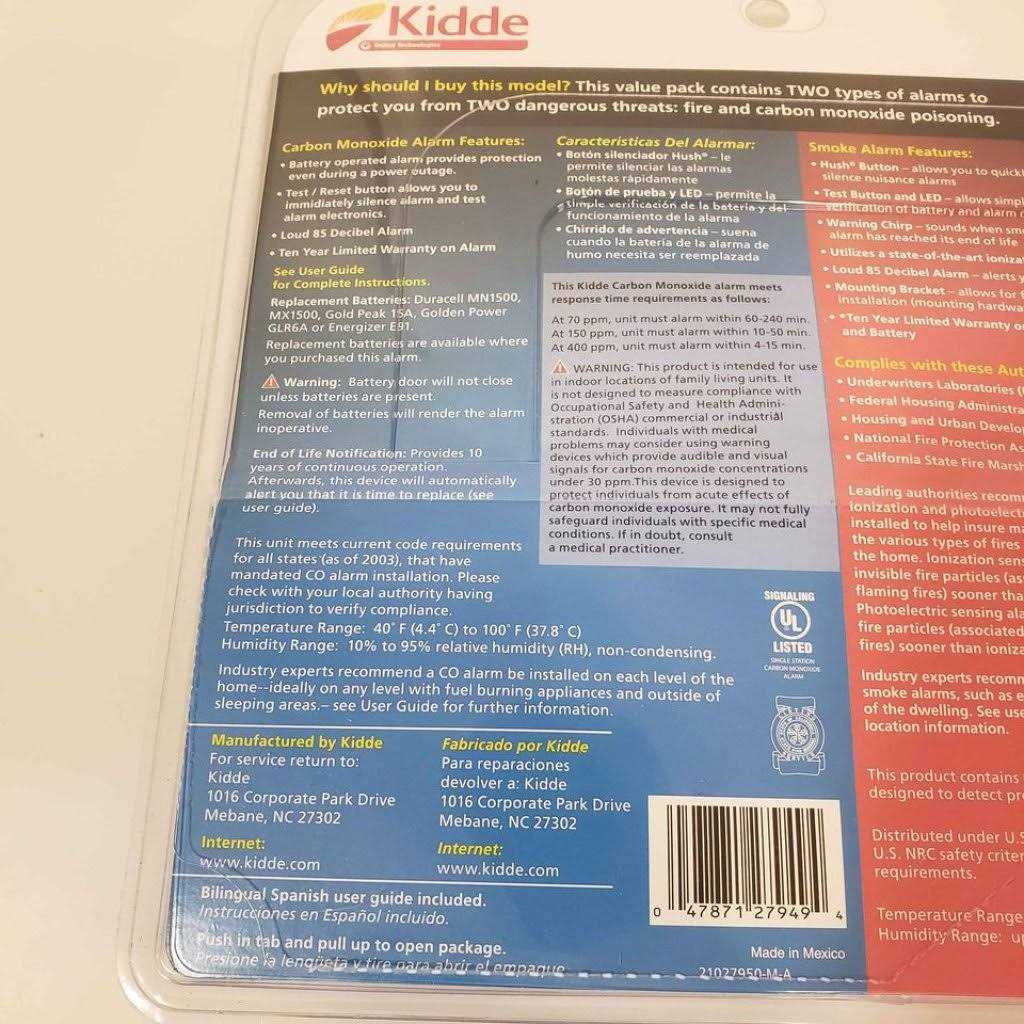 Kidde
United Technologies
Why should I buy this model? This value pack contains TWO types of alarms to
protect you from TWO dangerous threats: fire and carbon monoxide poisoning.
Carbon Monoxide Alarm Features:
• Battery operated alarm provides protection
even during a power outage.
• Test / Reset button allows you to
immediately silence alarm and test
alarm electronics.
• Loud 85 Decibel Alarm
• Ten Year Limited Warranty on Alarm
See User Guide
for Complete Instructions.
Replacement Batteries: Duracell MN1500,
MX1500, Gold Peak 15A, Golden Power
GLR6A or Energizer E91.
Replacement batteries are available where
you purchased this alarm.
Warning: Battery door will not close
unless batteries are present.
Removal of batteries will render the alarm
inoperative.
End of Life Notification: Provides 10
years of continuous operation.
Afterwards, this device will automatically
alert you that it is time to replace (see
user guide).
This unit meets current code requirements
for all states (as of 2003), that have
mandated CO alarm installation. Please
check with your local authority having
jurisdiction to verify compliance.
Temperature Range: 40° F (4.4° C) to 100° F (37.8° C)
Humidity Range: 10% to 95% relative humidity (RH), non-condensing.
Industry experts recommend a CO alarm be installed on each level of the
home--ideally on any level with fuel burning appliances and outside of
sleeping areas.– see User Guide for further information.
Caracteristicas Del Alarmar:
• Botón silenciador Hush® – le
permite silenciar las alarmas
molestas rápidamente
• Botón de prueba y LED – permite la
simple verificación de la bateria y del
funcionamiento de la alarma
• Chirrido de advertencia – suena
cuando la bateria de la alarma de
humo necesita ser reemplazada
This Kidde Carbon Monoxide alarm meets
response time requirements as follows:
At 70 ppm, unit must alarm within 60-240 min.
At 150 ppm, unit must alarm within 10-50 min.
At 400 ppm, unit must alarm within 4-15 min.
WARNING: This product is intended for use
in indoor locations of family living units. It
is not designed to measure compliance with
Occupational Safety and Health Admini-
stration (OSHA) commercial or industrial
standards. Individuals with medical
problems may consider using warning
devices which provide audible and visual
signals for carbon monoxide concentrations
under 30 ppm.This device is designed to
protect individuals from acute effects of
carbon monoxide exposure. It may not fully
safeguard individuals with specific medical
conditions. If in doubt, consult
a medical practitioner.
SIGNALING
UL
LISTED
SINGLE STATION
CARBON MONOXIDE
ALARM
Smoke Alarm Features:
• Hush® Button – allows you to quickl
silence nuisance alarms
• Test Button and LED – allows simpl
verification of battery and alarm
• Warning Chirp – sounds when smo
alarm has reached its end of life
• Utilizes a state-of-the-art ioniza
• Loud 85 Decibel Alarm – alerts y
• Mounting Bracket – allows for f
installation (mounting hardwa
• *Ten Year Limited Warranty o
and Battery
Complies with these Aut
• Underwriters Laboratories (
• Federal Housing Administra
• Housing and Urban Develop
• National Fire Protection As
• California State Fire Marsh
Leading authorities recom
ionization and photoelect
installed to help insure ma
the various types of fires
the home. Ionization sens
invisible fire particles (as
flaming fires) sooner tha
Photoelectric sensing ala
fire particles (associated
fires) sooner than ioniza
Industry experts recomm
smoke alarms, such as e
of the dwelling. See use
location information.
This product contains
designed to detect pro
Distributed under U.S
U.S. NRC safety criter
requirements.
Temperature Range
Humidity Range: u
Manufactured by Kidde
For service return to:
Kidde
1016 Corporate Park Drive
Mebane, NC 27302
Internet:
www.kidde.com
Fabricado por Kidde
Para reparaciones
devolver a: Kidde
1016 Corporate Park Drive
Mebane, NC 27302
Internet:
www.kidde.com
Bilingual Spanish user guide included.
Instrucciones en Español incluido.
Push in tab and pull up to open package.
Presione la lengüeta y tire para abrir el empaque
0 47871 27949 4
Made in Mexico
21027950-M-A